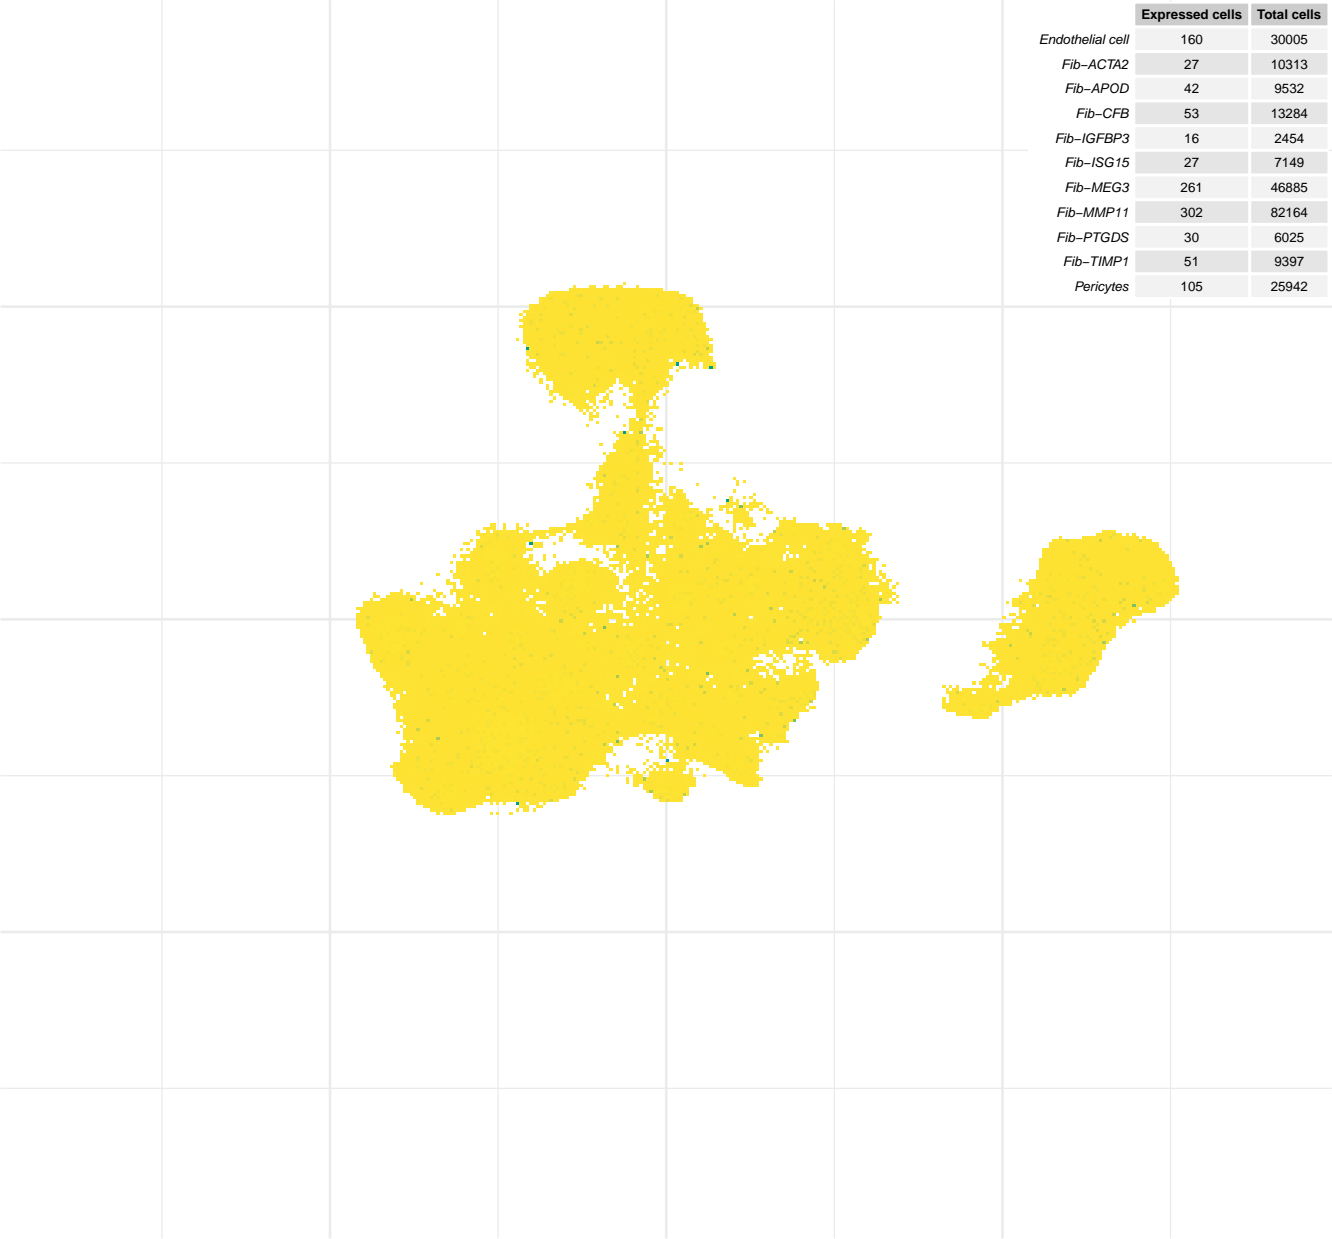 Expressed cells Total cells
Endothelial cell 160 30005
Fib−ACTA2 27 10313
Fib−APOD 42 9532
Fib−CFB 53 13284
Fib−IGFBP3 16 2454
Fib−ISG15 27 7149
Fib−MEG3 261 46885
Fib−MMP11 302 82164
Fib−PTGDS 30 6025
Fib−TIMP1 51 9397
Pericytes 105 25942